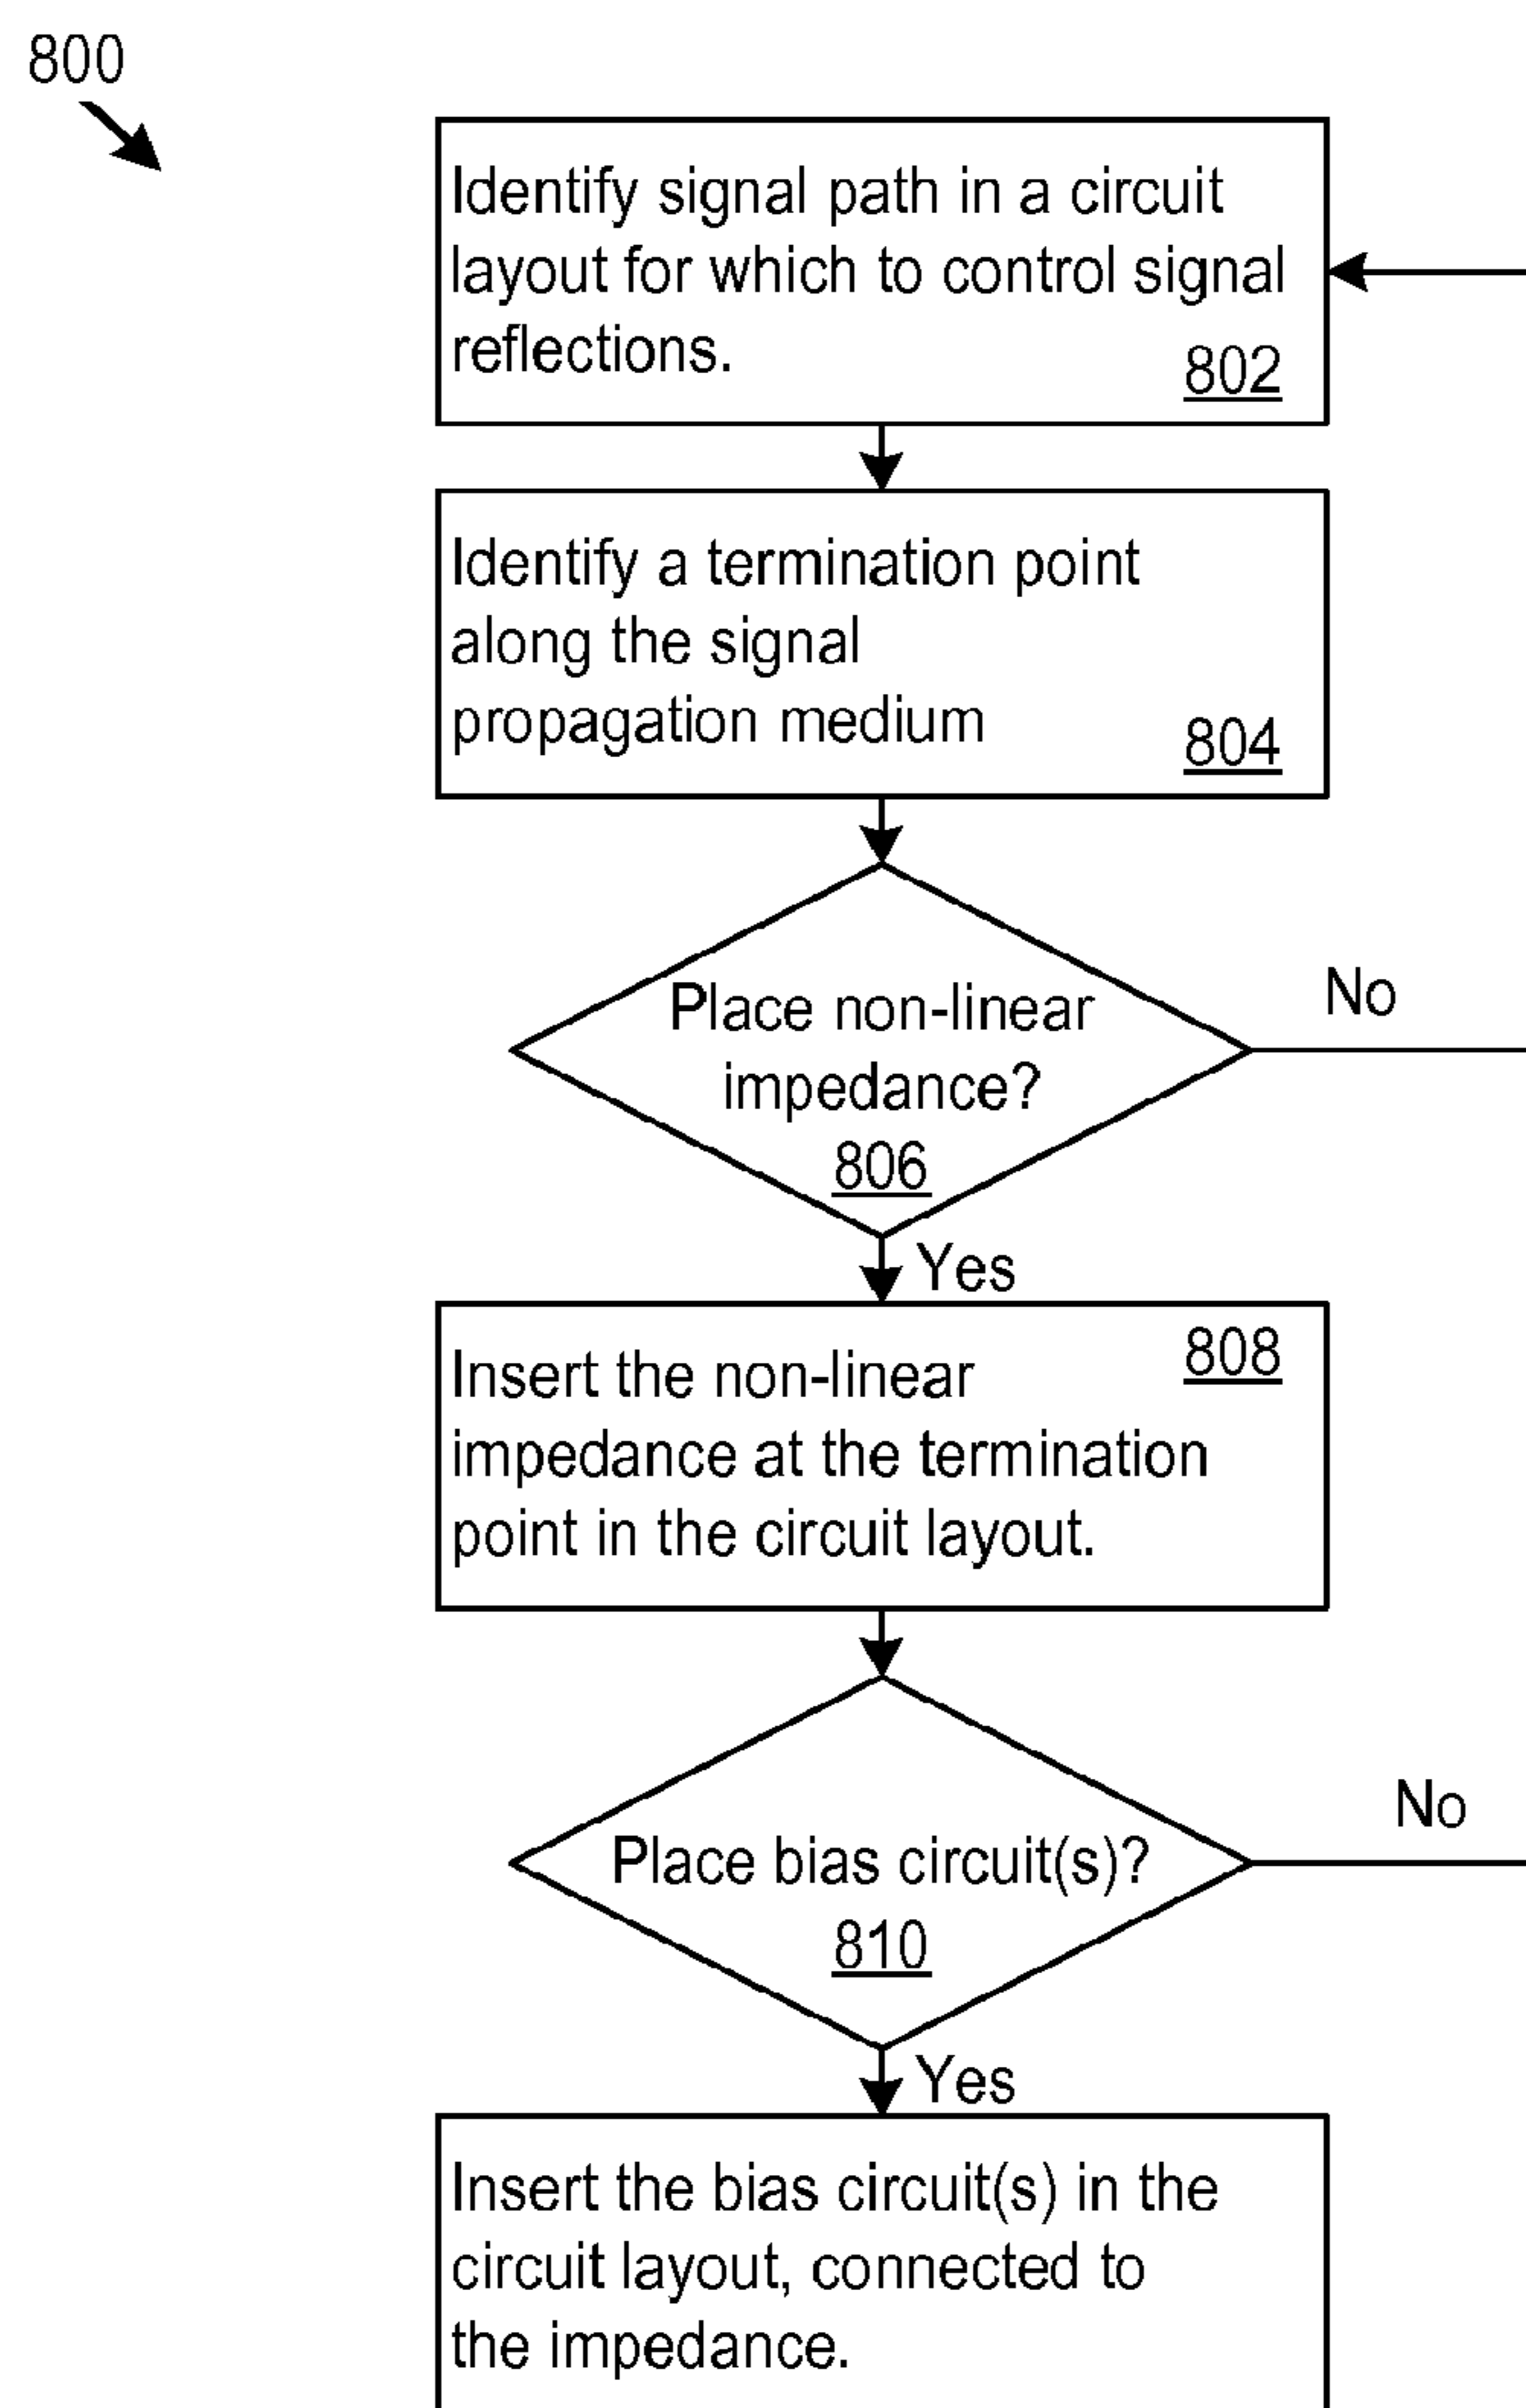 800
Identify signal path in a circuit
layout for which to control signal
reflections.
802
Identify a termination point
along the signal
propagation medium
804
Place non-linear
impedance?
806
No
Yes
808
Insert the non-linear
impedance at the termination
point in the circuit layout.
Place bias circuit(s)?
810
No
Yes
Insert the bias circuit(s) in the
circuit layout, connected to
the impedance.